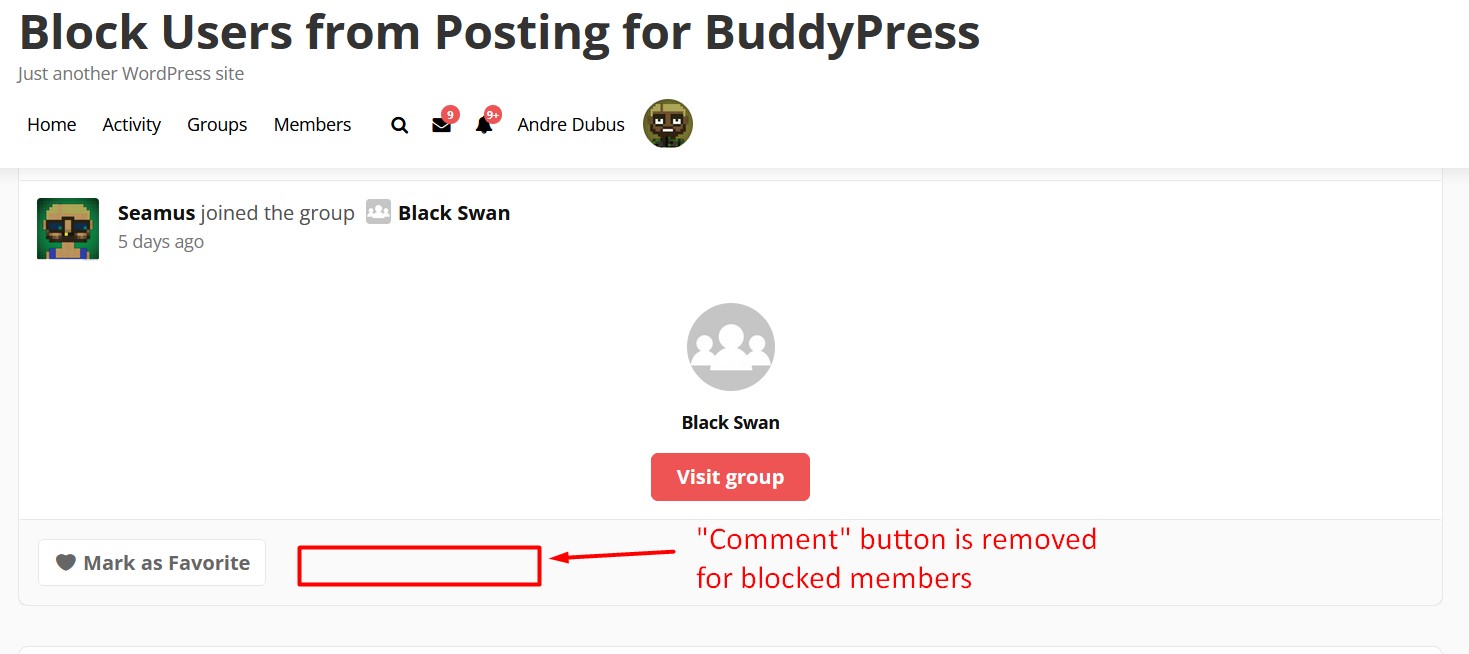 Block Users from Posting for BuddyPress
Just another WordPress site
Home Activity Groups Members 9 9+ Andre Dubus
Seamus joined the group Black Swan
5 days ago
Black Swan
Visit group
Mark as Favorite
"Comment" button is removed
for blocked members